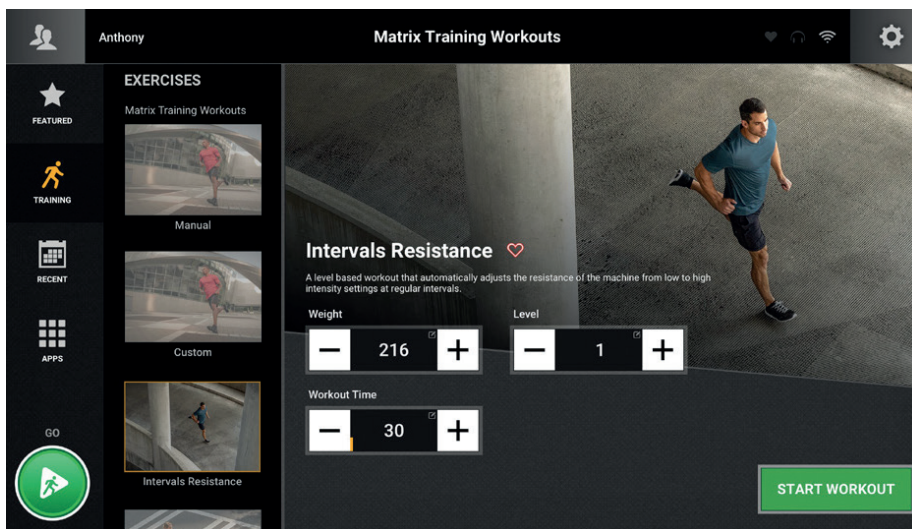 Anthony
Matrix Training Workouts
FEATURED
TRAINING
RECENT
APPS
GO
EXERCISES
Matrix Training Workouts
Manual
Custom
Intervals Resistance
Intervals Resistance
A level based workout that automatically adjusts the resistance of the machine from low to high
intensity settings at regular intervals.
Weight
Level
216
1
Workout Time
30
START WORKOUT